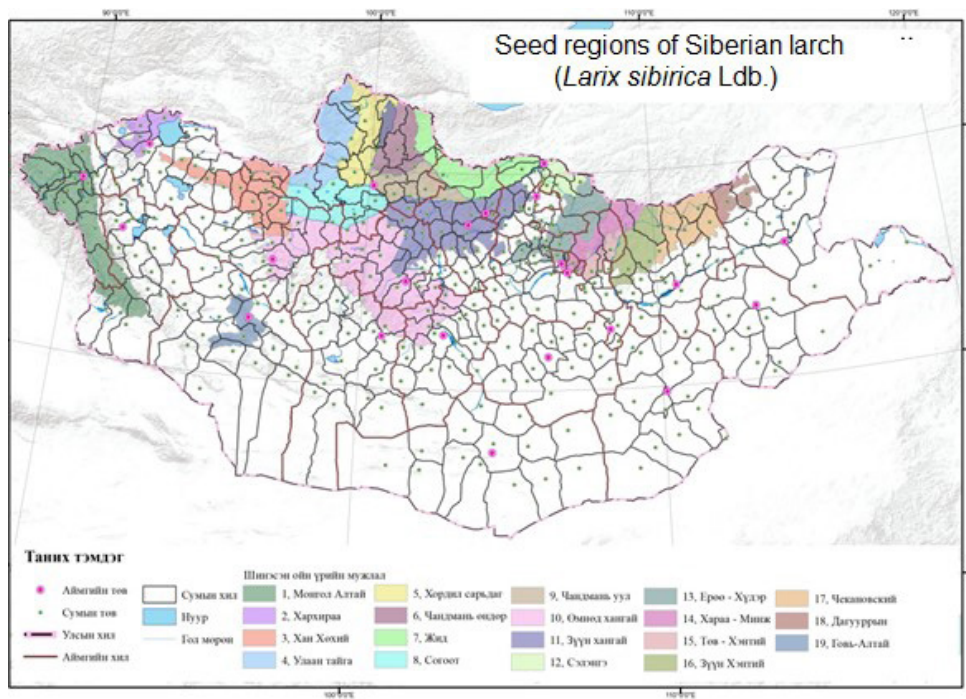 90°0'0"E 100°0'0"E 110°0'0"E 120°0'0"E
Seed regions of Siberian larch
(Larix sibirica Ldb.)
Таних тэмдэг
Аймгийн төв
Сумын төв
Улсын хил
Аймгийн хил
Сумын хил
Нуур
Гол мөрөн
Шинэсэн ойн үрийн мужлал
1, Монгол Алтай
2, Хархираа
3, Хан Хөхий
4, Улаан тайга
5, Хордил сарьдаг
6, Чандмань өндөр
7, Жид
8, Согоот
9, Чандмань уул
10, Өмнөд хангай
11, Зүүн хангай
12, Сэлэнгэ
13, Ерөө - Хүдэр
14, Хараа - Минж
15, Төв - Хэнтий
16, Зүүн Хэнтий
17, Чекановский
18, Дагууррын
19, Говь-Алтай
100°0'0"E 110°0'0"E